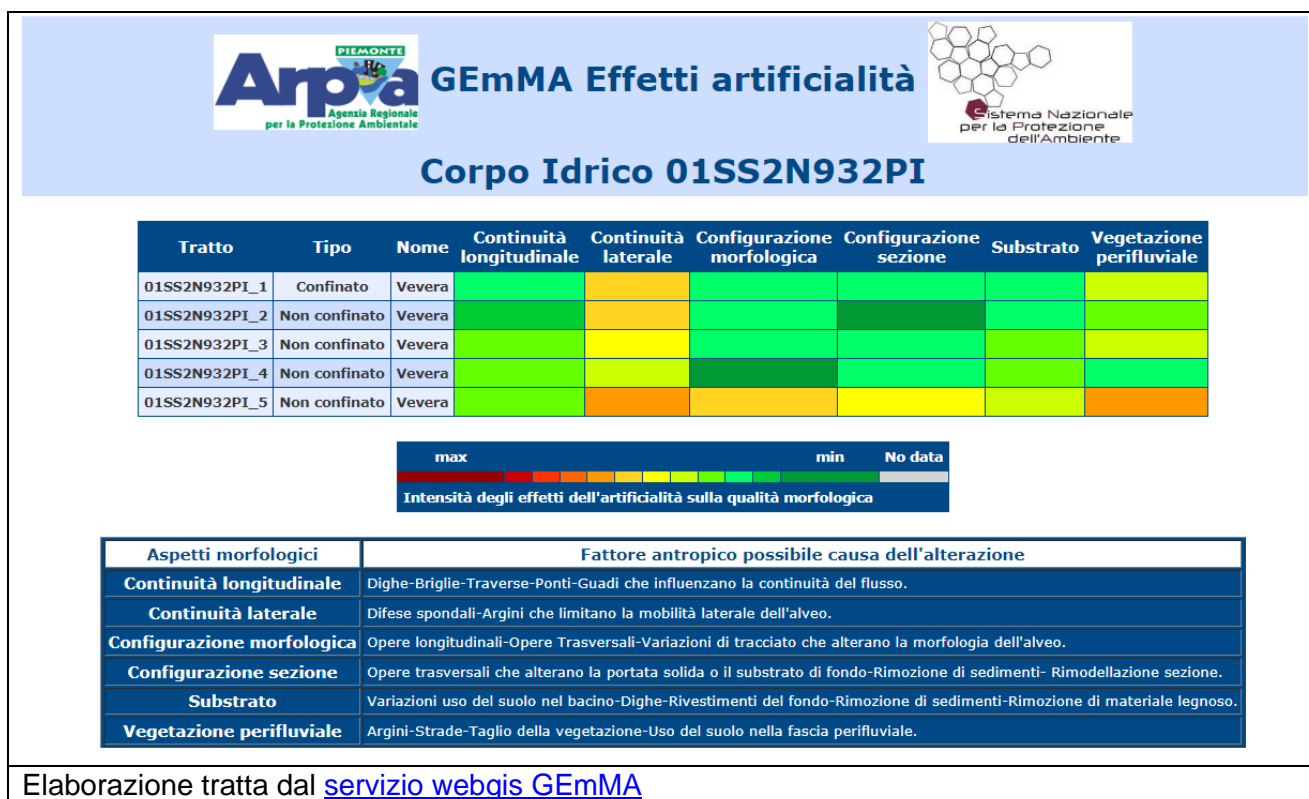 PIEMONTE
Arpa
Agenzia Regionale
per la Protezione Ambientale
GEmMA Effetti artificialità
Sistema Nazionale
per la Protezione
dell'Ambiente
Corpo Idrico 01SS2N932PI
Tratto Tipo Nome Continuità longitudinale Continuità laterale Configurazione morfologica Configurazione sezione Substrato Vegetazione perifluviale
01SS2N932PI_1 Confinato Vevera
01SS2N932PI_2 Non confinato Vevera
01SS2N932PI_3 Non confinato Vevera
01SS2N932PI_4 Non confinato Vevera
01SS2N932PI_5 Non confinato Vevera
max min No data
Intensità degli effetti dell'artificialità sulla qualità morfologica
Aspetti morfologici Fattore antropico possibile causa dell'alterazione
Continuità longitudinale Dighe-Briglie-Traverse-Ponti-Guadi che influenzano la continuità del flusso.
Continuità laterale Difese spondali-Argini che limitano la mobilità laterale dell'alveo.
Configurazione morfologica Opere longitudinali-Opere Trasversali-Variazioni di tracciato che alterano la morfologia dell'alveo.
Configurazione sezione Opere trasversali che alterano la portata solida o il substrato di fondo-Rimozione di sedimenti- Rimodellazione sezione.
Substrato Variazioni uso del suolo nel bacino-Dighe-Rivestimenti del fondo-Rimozione di sedimenti-Rimozione di materiale legnoso.
Vegetazione perifluviale Argini-Strade-Taglio della vegetazione-Uso del suolo nella fascia perifluviale.
Elaborazione tratta dal servizio webgis GEmMA